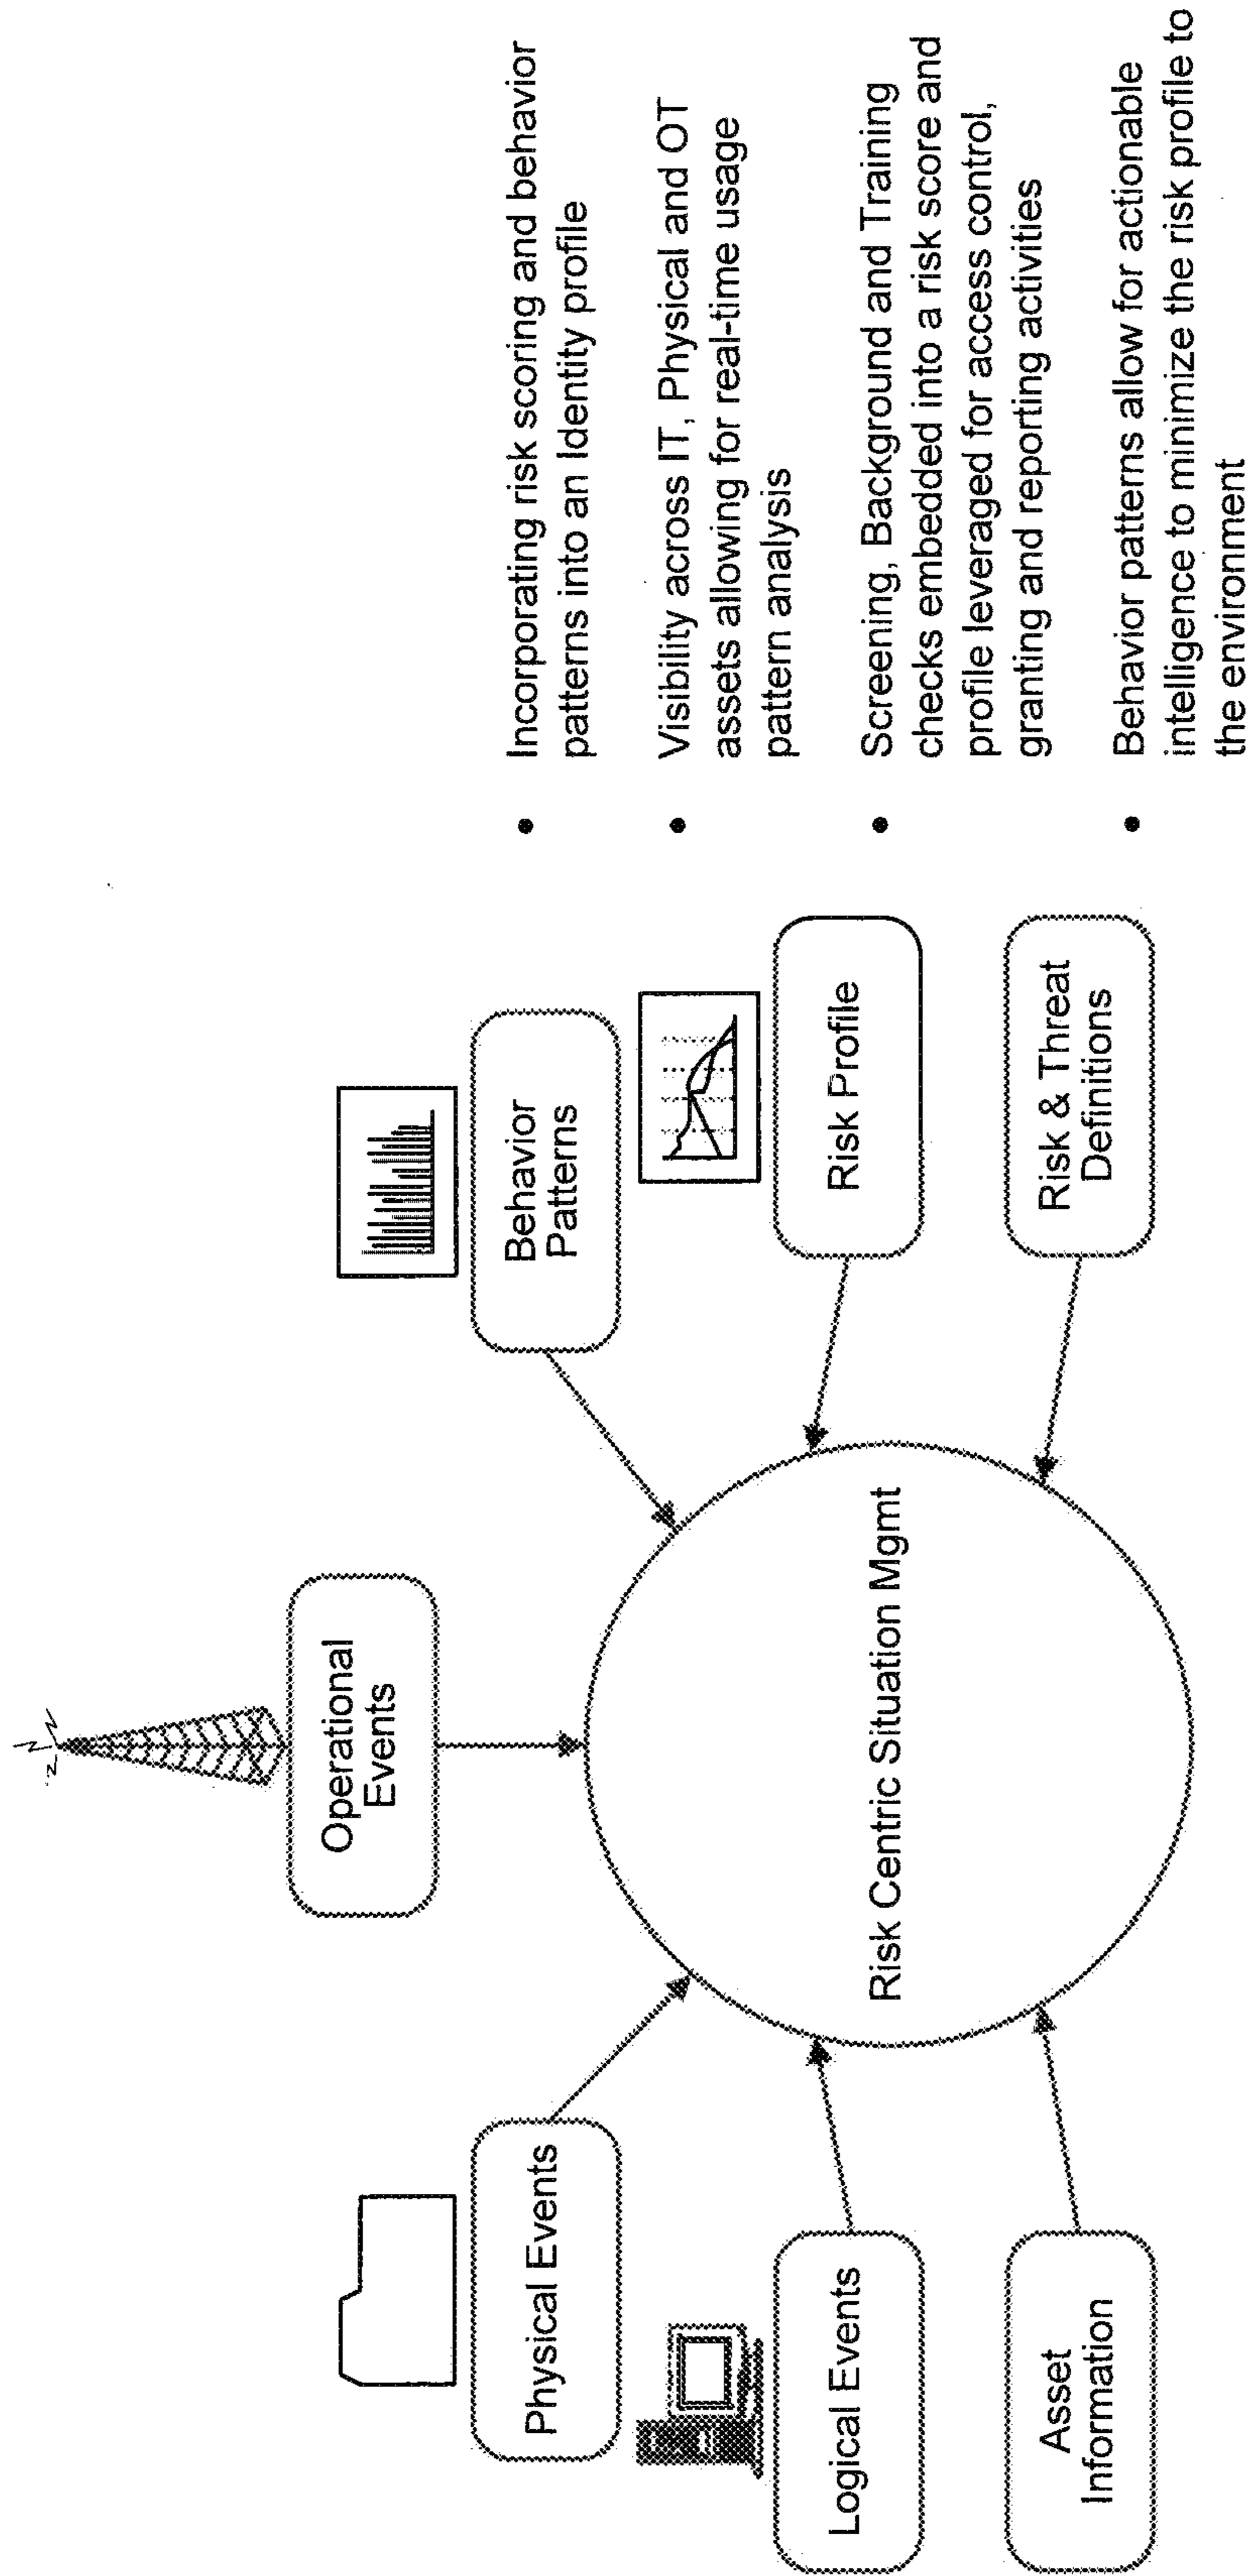 Operational
Events
Physical Events
Behavior
Patterns
Logical Events
Risk Centric Situation Mgmt
Risk Profile
Asset
Information
Risk & Threat
Definitions
• Incorporating risk scoring and behavior
patterns into an Identity profile
• Visibility across IT, Physical and OT
assets allowing for real-time usage
pattern analysis
• Screening, Background and Training
checks embedded into a risk score and
profile leveraged for access control,
granting and reporting activities
• Behavior patterns allow for actionable
intelligence to minimize the risk profile to
the environment